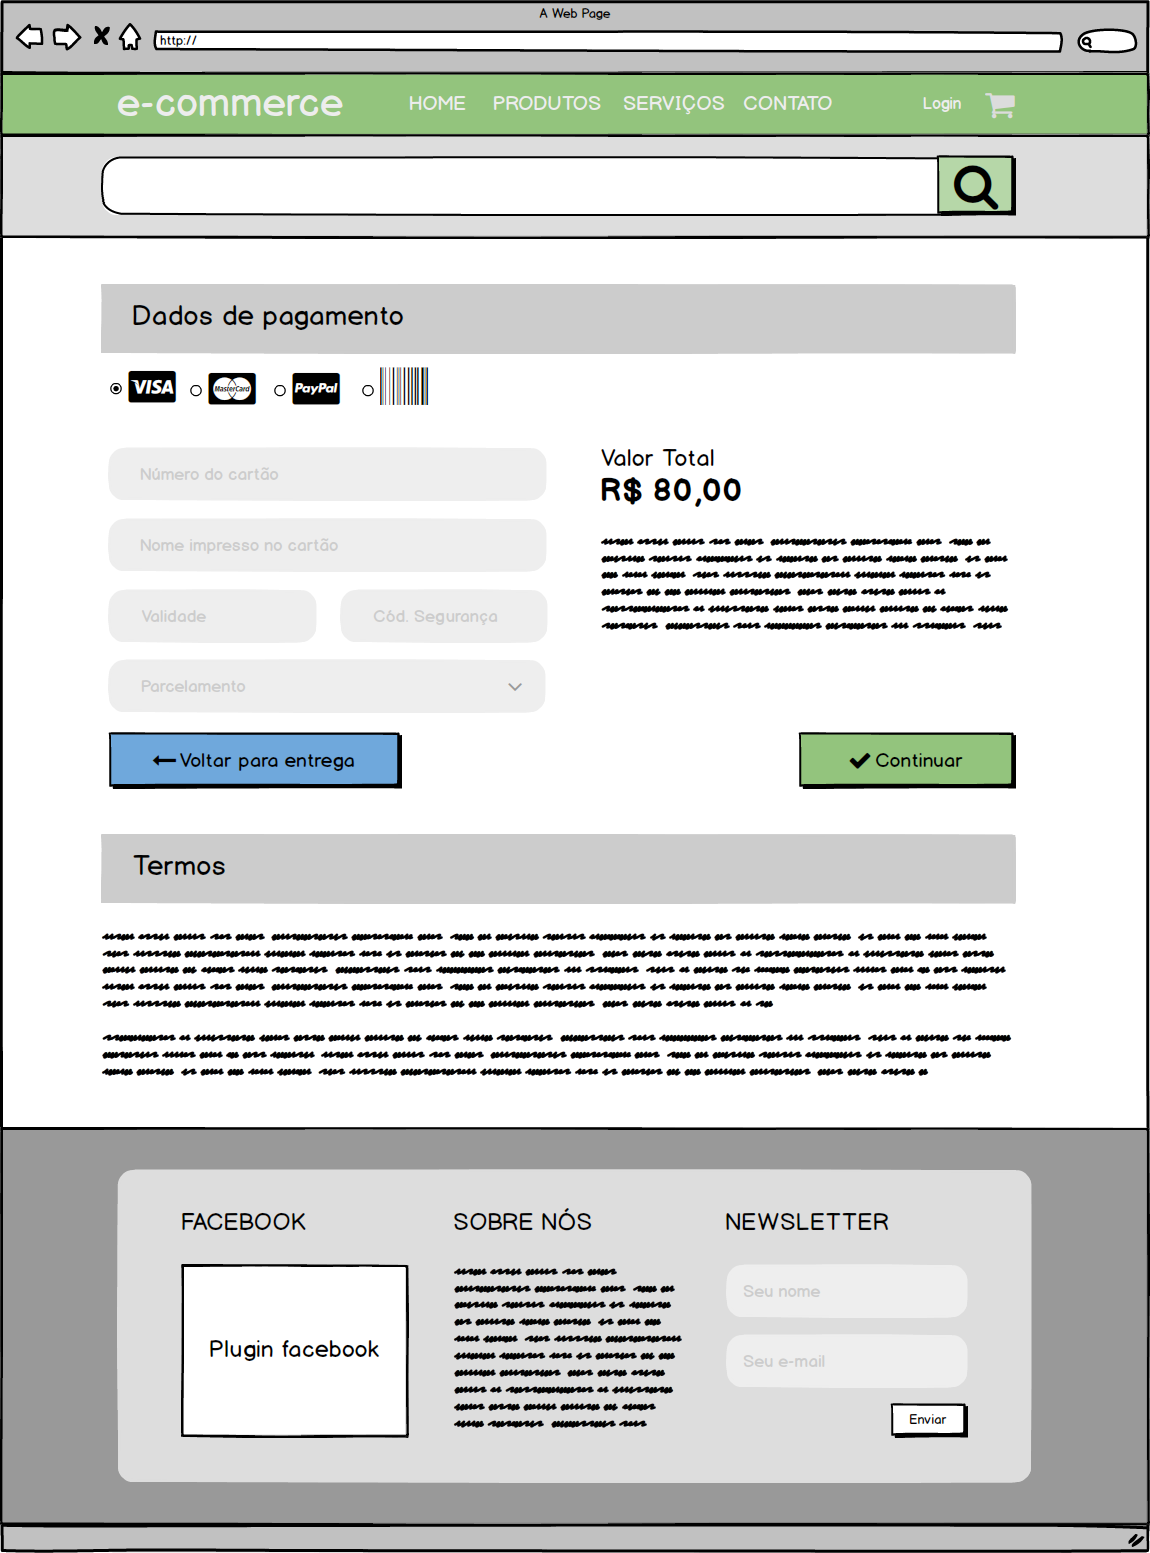 A Web Page
http://
e-commerce HOME PRODUTOS SERVIÇOS CONTATO Login
Dados de pagamento
VISA MasterCard PayPal
Número do cartão
Nome impresso no cartão
Validade Cód. Segurança
Parcelamento
Valor Total
R$ 80,00
Voltar para entrega Continuar
Termos
FACEBOOK SOBRE NÓS NEWSLETTER
Plugin facebook
Seu nome
Seu e-mail
Enviar